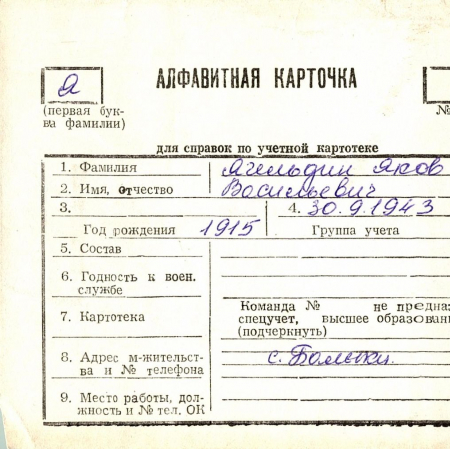 Я
АЛФАВИТНАЯ КАРТОЧКА
№
(первая бук-
ва фамилии)
для справок по учетной картотеке
1. Фамилия Ягельдин Яков
2. Имя, отчество Васильевич
3. 4. 30.9.1943
Год рождения 1915 Группа учета
5. Состав
6. Годность к воен.
службе
Команда № не предназ
7. Картотека спецучет, высшее образовани
(подчеркнуть)
8. Адрес м-жительст-
ва и № телефона с.
9. Место работы, дол-
жность и № тел. ОК